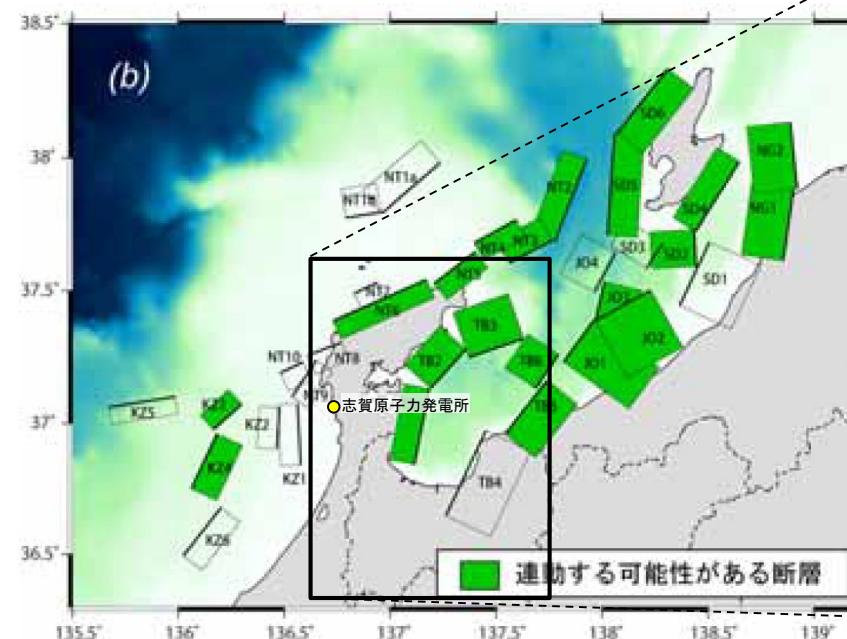 38.5°
(b)
SD6
38°
NG2
NT1a
NT1b
NT2
SD5
SD4
NG1
NT4
NT3
SD3
SD2
JO4
SD1
37.5°
NT5
NT7
NT6
JO3
TB3
JO2
NT10
NT8
TB2
TB6
JO1
NT9
KZ5
KZ3
志賀原子力発電所
TB5
37°
KZ2
KZ4
KZ1
TB4
KZ6
36.5°
連動する可能性がある断層
135.5°
136°
136.5°
137°
137.5°
138°
138.5°
139°